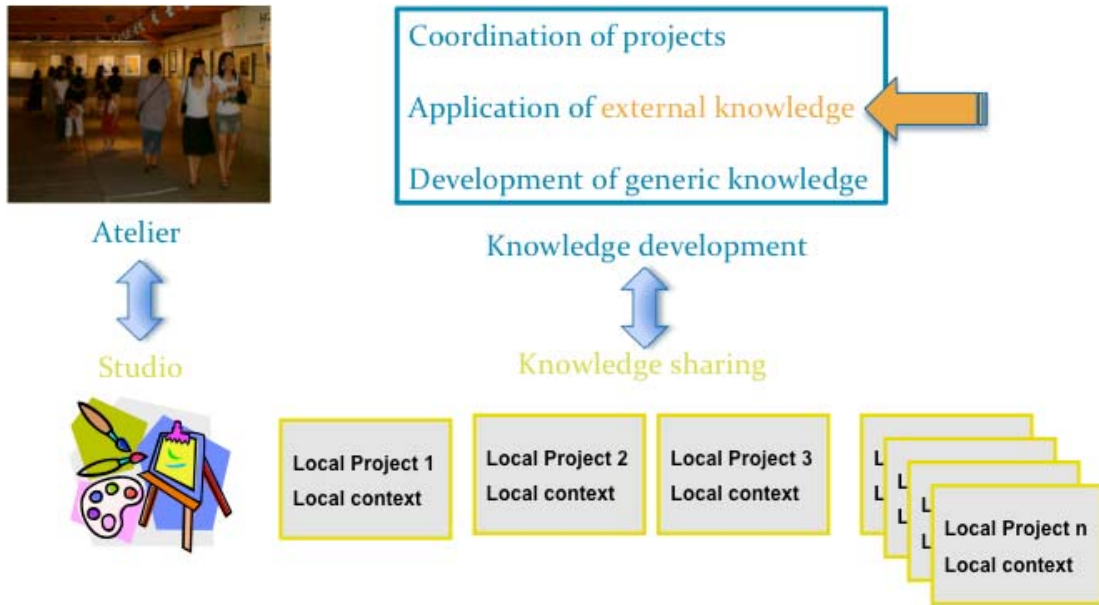 Coordination of projects
Application of external knowledge
Development of generic knowledge
Atelier
Knowledge development
Studio
Knowledge sharing
Local Project 1
Local context
Local Project 2
Local context
Local Project 3
Local context
L
L
L
L
L
L
Local Project n
Local context